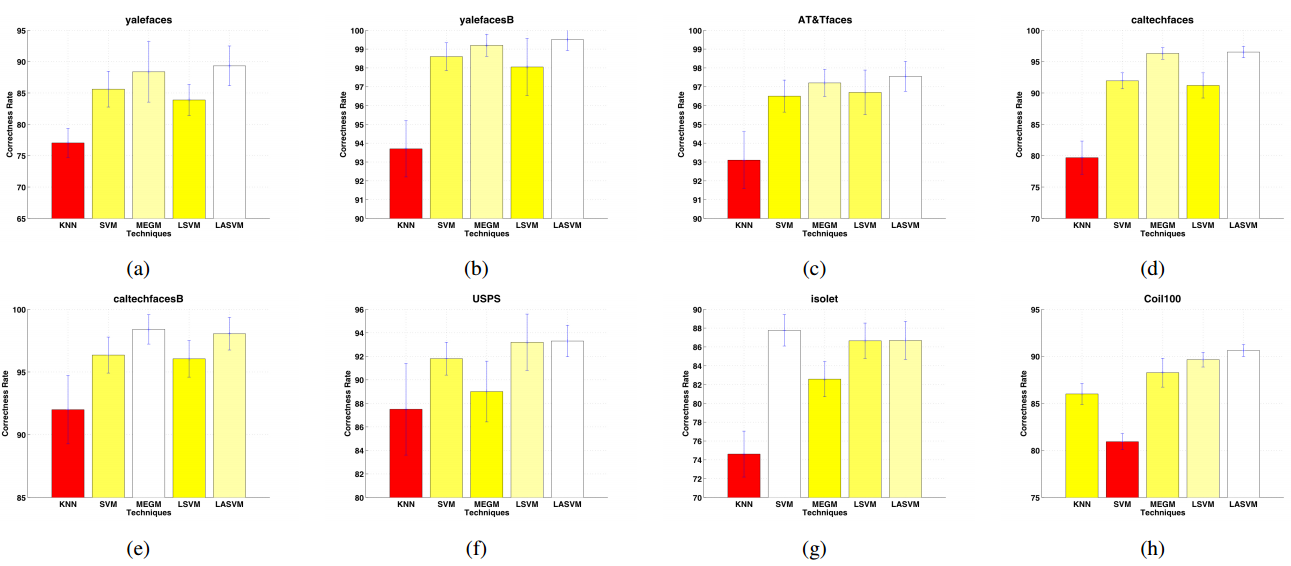 yalefaces
Correctness Rate
95
90
85
80
75
70
65
KNN SVM MEGM LSVM LASVM
Techniques
(a)
yalefacesB
Correctness Rate
100
99
98
97
96
95
94
93
92
91
90
KNN SVM MEGM LSVM LASVM
Techniques
(b)
AT&Tfaces
Correctness Rate
100
99
98
97
96
95
94
93
92
91
90
KNN SVM MEGM LSVM LASVM
Techniques
(c)
caltechfaces
Correctness Rate
100
95
90
85
80
75
70
KNN SVM MEGM LSVM LASVM
Techniques
(d)
caltechfacesB
Correctness Rate
100
95
90
85
KNN SVM MEGM LSVM LASVM
Techniques
(e)
USPS
Correctness Rate
96
94
92
90
88
86
84
82
80
KNN SVM MEGM LSVM LASVM
Techniques
(f)
isolet
Correctness Rate
90
88
86
84
82
80
78
76
74
72
70
KNN SVM MEGM LSVM LASVM
Techniques
(g)
Coil100
Correctness Rate
95
90
85
80
75
KNN SVM MEGM LSVM LASVM
Techniques
(h)